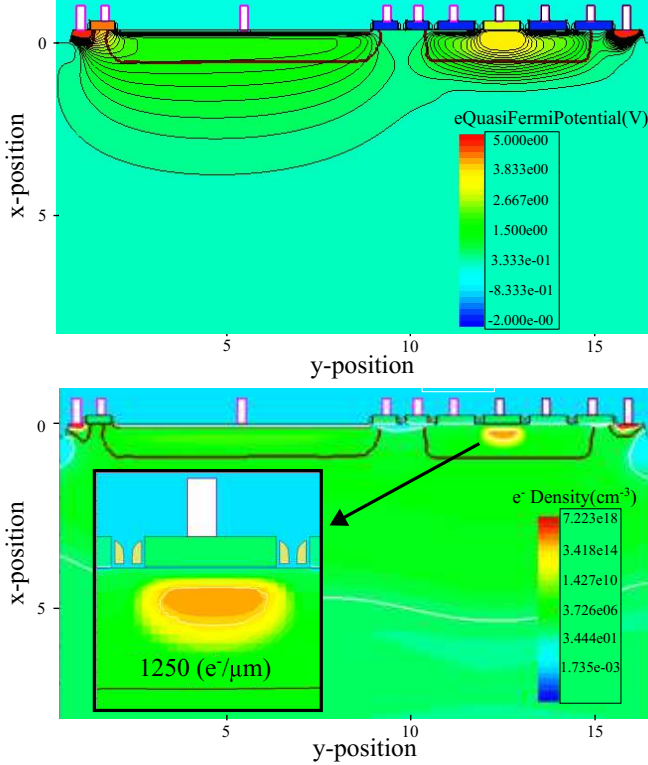 0
5
x-position
eQuasiFermiPotential(V)
5.000e00
3.833e00
2.667e00
1.500e00
3.333e-01
-8.333e-01
-2.000e-00
5 10 15
y-position
0
5
x-position
e⁻ Density(cm⁻³)
7.223e18
3.418e14
1.427e10
3.726e06
3.444e01
1.735e-03
1250 (e⁻/µm)
5 10 15
y-position